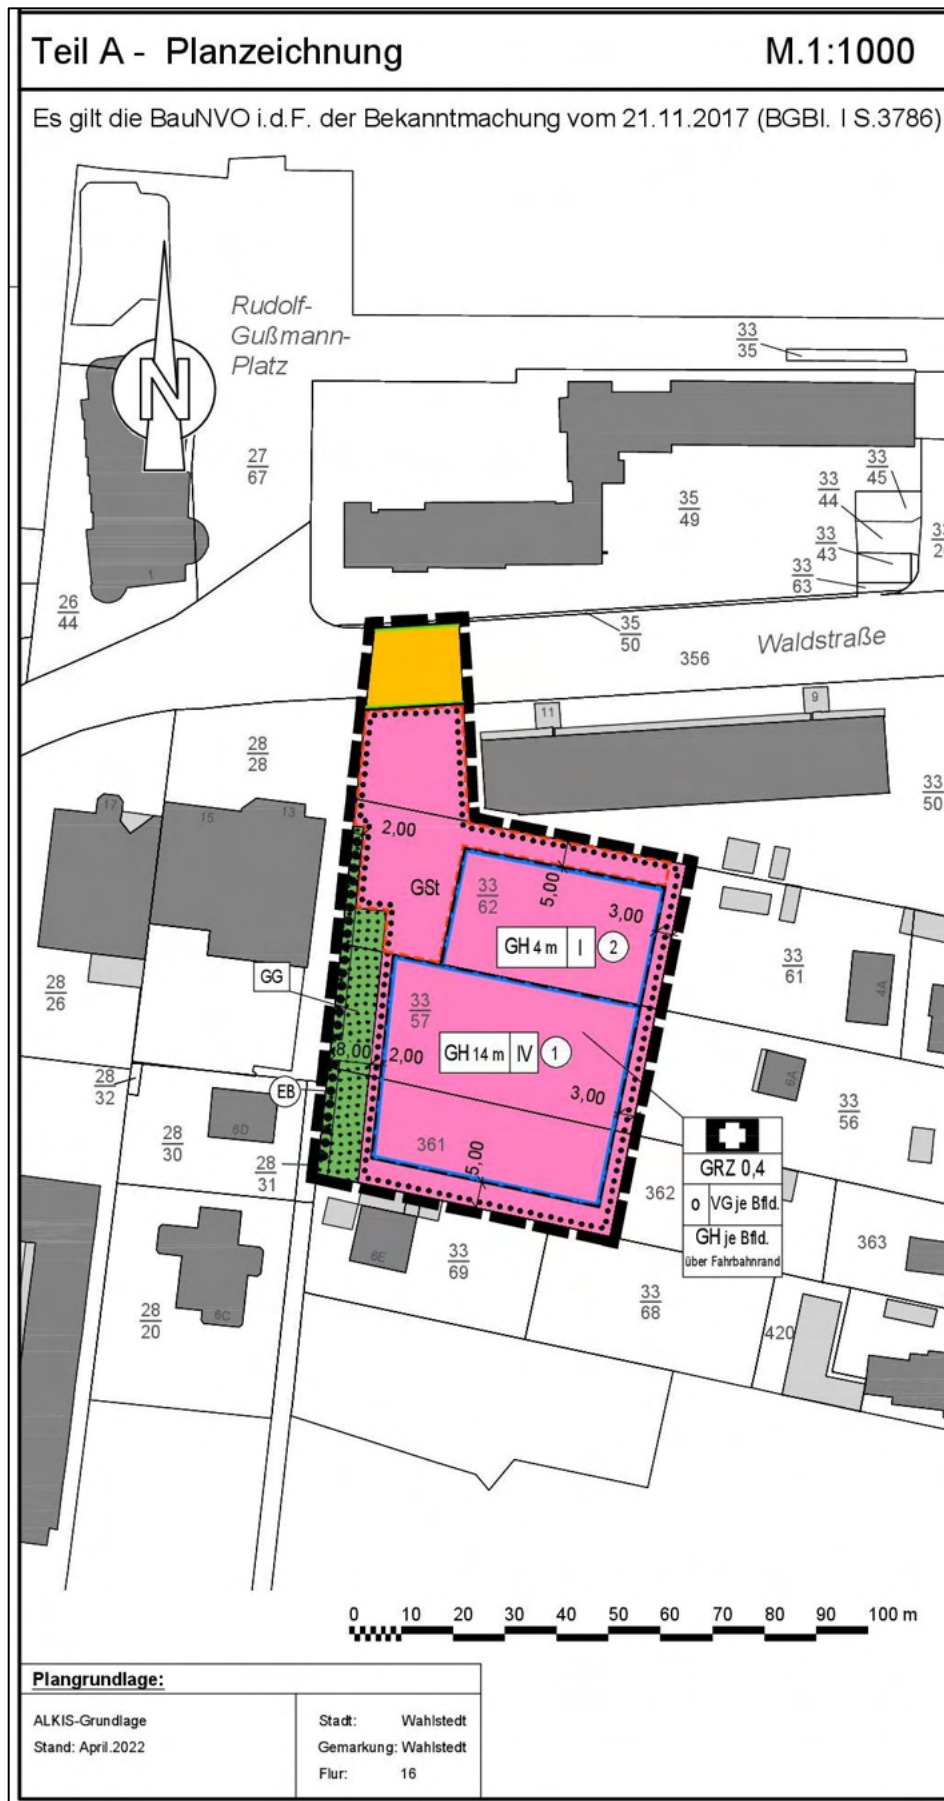 Teil A - Planzeichnung M.1:1000
Es gilt die BauNVO i.d.F. der Bekanntmachung vom 21.11.2017 (BGBl. I S.3786)
Rudolf-
Gußmann-
Platz
N
33
35
27
67
33
45
33
44
35
49
33
43
33
63
1
26
44
35
50
356
Waldstraße
11
9
28
28
33
50
17
15
13
2,00
GSt
33
62
5,00
3,00
GH 4 m I 2
33
61
4A
GG
28
26
33
57
8,00
2,00
GH 14 m IV 1
6A
28
32
EB
3,00
33
56
28
30
6D
361
5,00
28
31
362
GRZ 0,4
o VG je Bfld.
GH je Bfld.
über Fahrbahnrand
363
6E
33
69
33
68
28
20
6C
420
0 10 20 30 40 50 60 70 80 90 100 m
Plangrundlage:
ALKIS-Grundlage
Stand: April.2022
Stadt: Wahlstedt
Gemarkung: Wahlstedt
Flur: 16